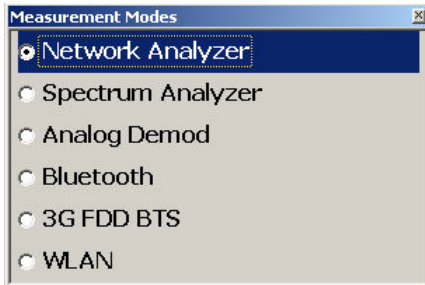 Measurement Modes
Network Analyzer
Spectrum Analyzer
Analog Demod
Bluetooth
3G FDD BTS
WLAN